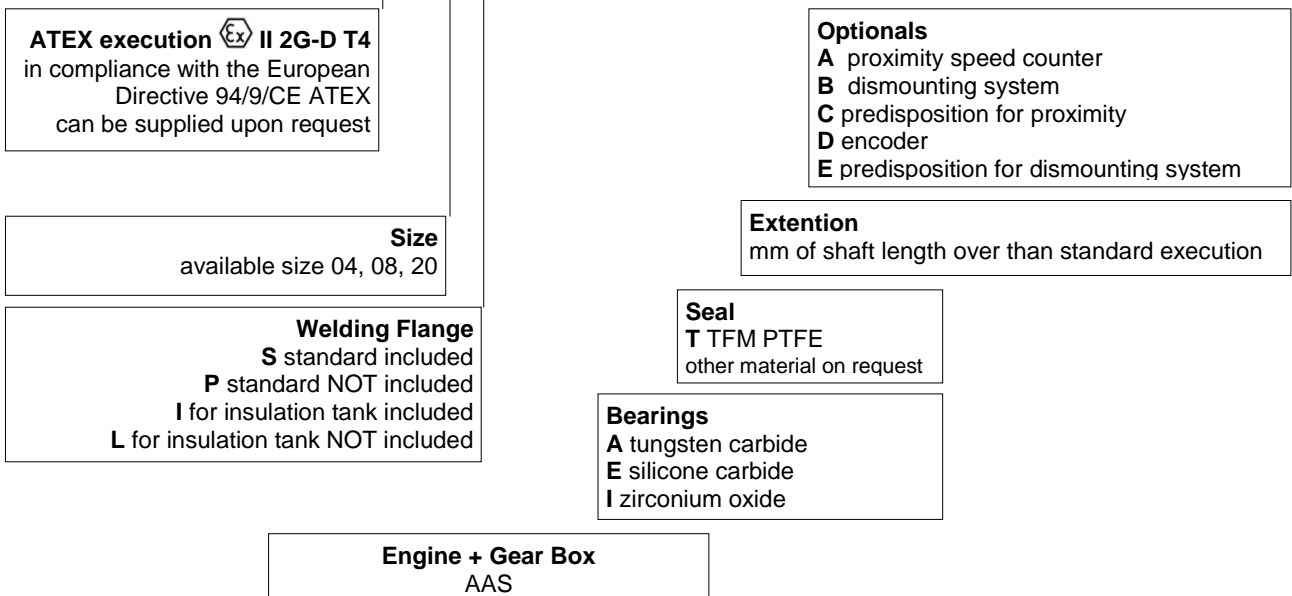 ATEX execution Ex II 2G-D T4
in compliance with the European
Directive 94/9/CE ATEX
can be supplied upon request
Optionals
A proximity speed counter
B dismounting system
C predisposition for proximity
D encoder
E predisposition for dismounting system
Size
available size 04, 08, 20
Extention
mm of shaft length over than standard execution
Welding Flange
S standard included
P standard NOT included
I for insulation tank included
L for insulation tank NOT included
Seal
T TFM PTFE
other material on request
Bearings
A tungsten carbide
E silicone carbide
I zirconium oxide
Engine + Gear Box
AAS